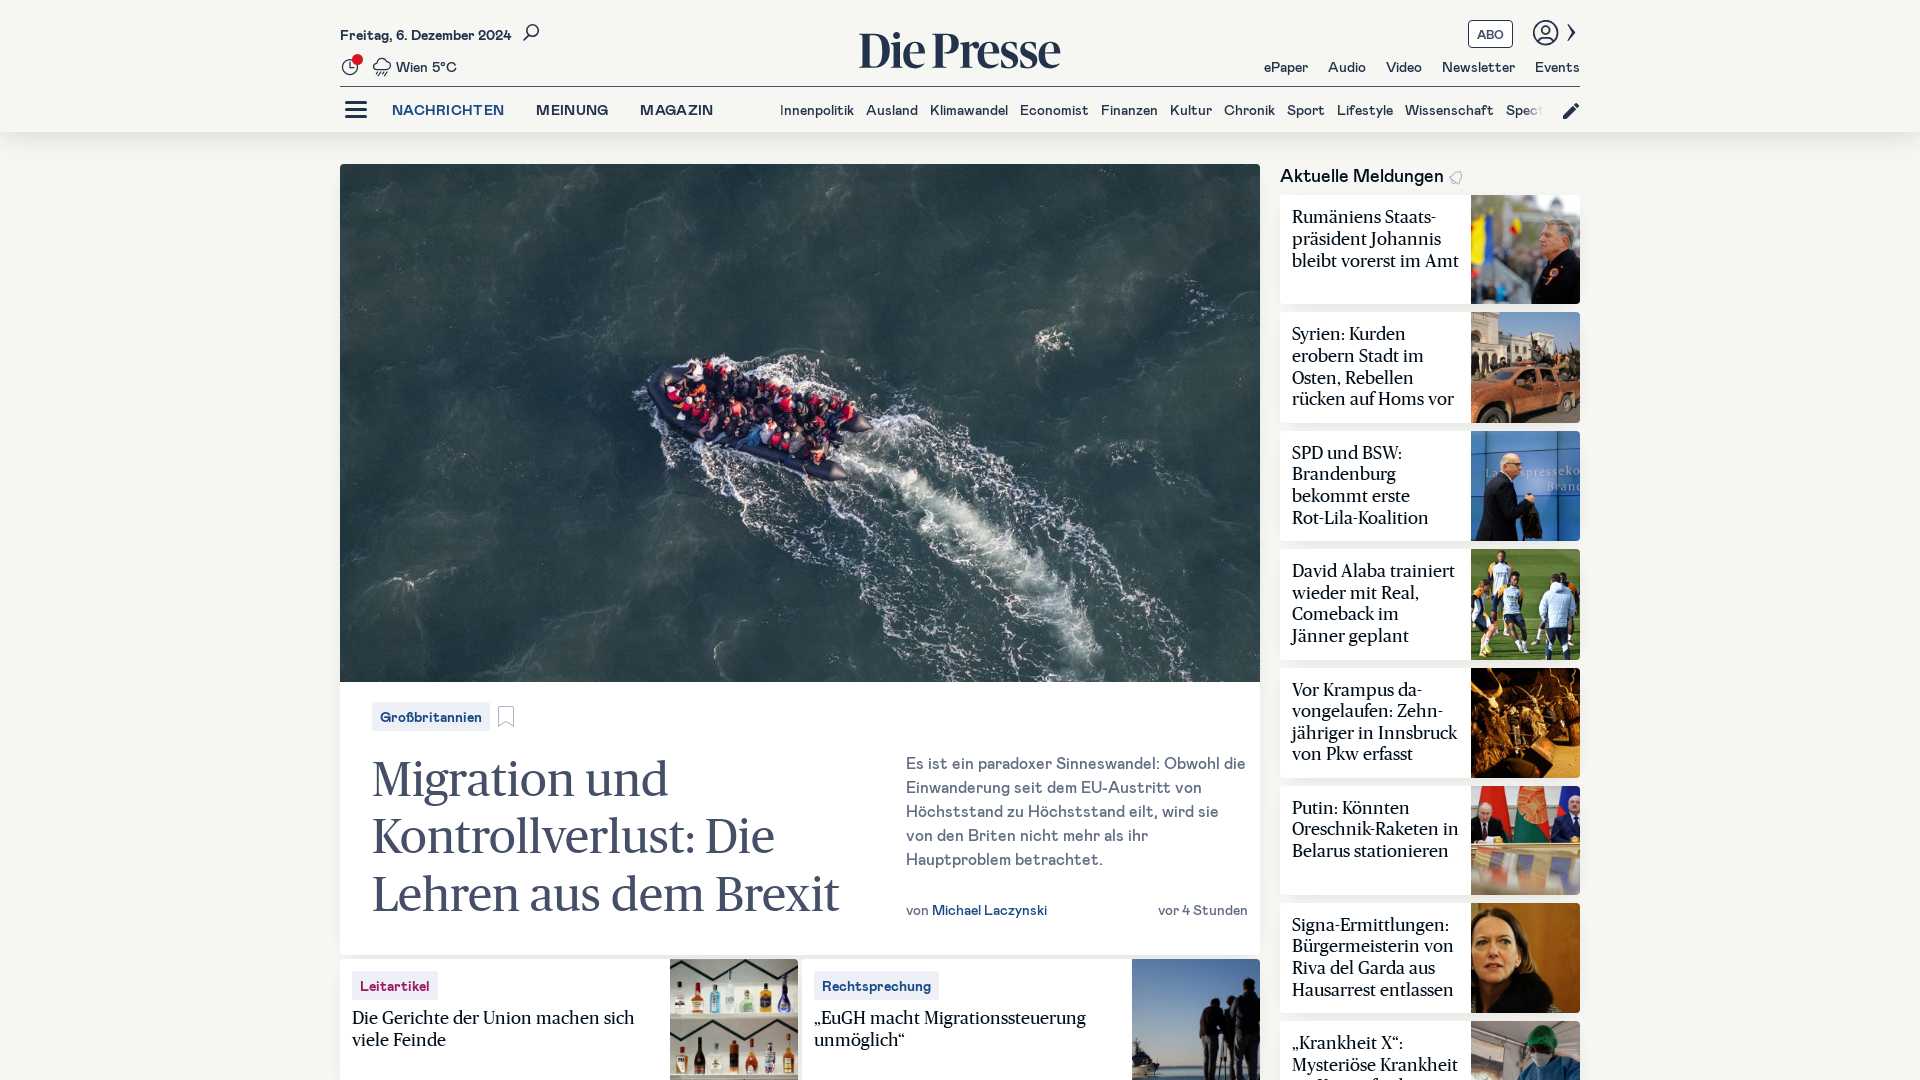 Freitag, 6. Dezember 2024
Wien 5°C
Die Presse
ABO
ePaper Audio Video Newsletter Events
NACHRICHTEN MEINUNG MAGAZIN
Innenpolitik Ausland Klimawandel Economist Finanzen Kultur Chronik Sport Lifestyle Wissenschaft Spect
Großbritannien
Migration und
Kontrollverlust: Die
Lehren aus dem Brexit
Es ist ein paradoxer Sinneswandel: Obwohl die
Einwanderung seit dem EU-Austritt von
Höchststand zu Höchststand eilt, wird sie
von den Briten nicht mehr als ihr
Hauptproblem betrachtet.
von Michael Laczynski
vor 4 Stunden
Leitartikel
Die Gerichte der Union machen sich
viele Feinde
Rechtsprechung
„EuGH macht Migrationssteuerung
unmöglich“
Aktuelle Meldungen
Rumäniens Staats-
präsident Johannis
bleibt vorerst im Amt
Syrien: Kurden
erobern Stadt im
Osten, Rebellen
rücken auf Homs vor
SPD und BSW:
Brandenburg
bekommt erste
Rot-Lila-Koalition
David Alaba trainiert
wieder mit Real,
Comeback im
Jänner geplant
Vor Krampus da-
vongelaufen: Zehn-
jähriger in Innsbruck
von Pkw erfasst
Putin: Könnten
Oreschnik-Raketen in
Belarus stationieren
Signa-Ermittlungen:
Bürgermeisterin von
Riva del Garda aus
Hausarrest entlassen
„Krankheit X“:
Mysteriöse Krankheit